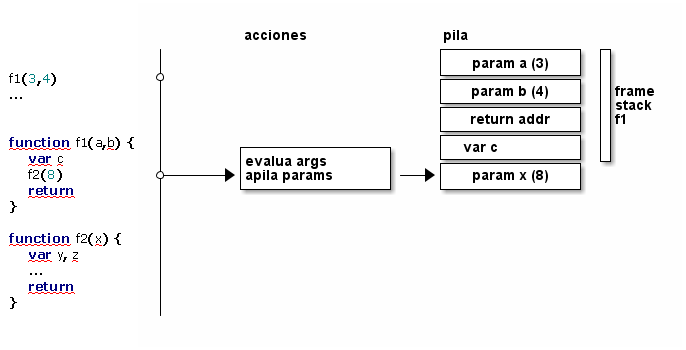 acciones
pila
f1(3,4)
...
function f1(a,b) {
var c
f2(8)
return
}
function f2(x) {
var y, z
...
return
}
evalua args
apila params
param a (3)
param b (4)
return addr
var c
param x (8)
frame
stack
f1